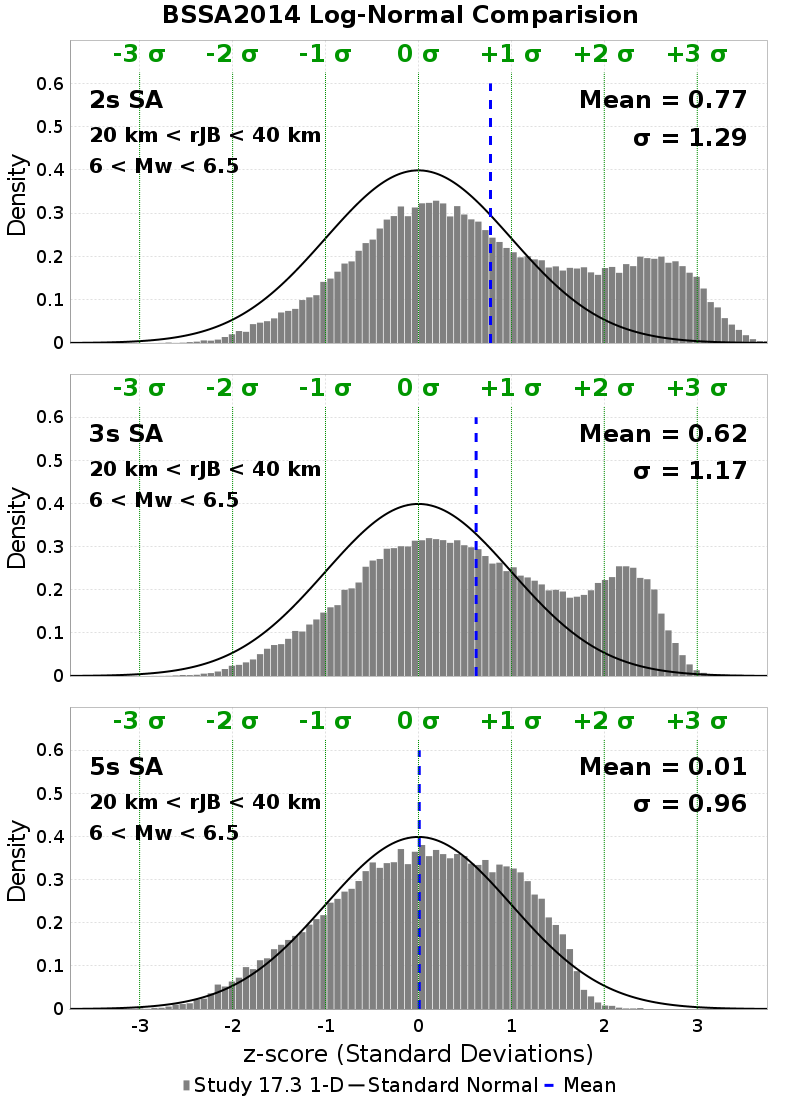 BSSA2014 Log-Normal Comparision
-3 σ -2 σ -1 σ 0 σ +1 σ +2 σ +3 σ
0.6
2s SA
Mean = 0.77
0.5
20 km < rJB < 40 km
σ = 1.29
6 < Mw < 6.5
0.4
Density
0.3
0.2
0.1
0
-3 σ -2 σ -1 σ 0 σ +1 σ +2 σ +3 σ
0.6
3s SA
Mean = 0.62
0.5
20 km < rJB < 40 km
σ = 1.17
6 < Mw < 6.5
0.4
Density
0.3
0.2
0.1
0
-3 σ -2 σ -1 σ 0 σ +1 σ +2 σ +3 σ
0.6
5s SA
Mean = 0.01
0.5
20 km < rJB < 40 km
σ = 0.96
6 < Mw < 6.5
0.4
Density
0.3
0.2
0.1
0
-3 -2 -1 0 1 2 3
z-score (Standard Deviations)
Study 17.3 1-D Standard Normal Mean